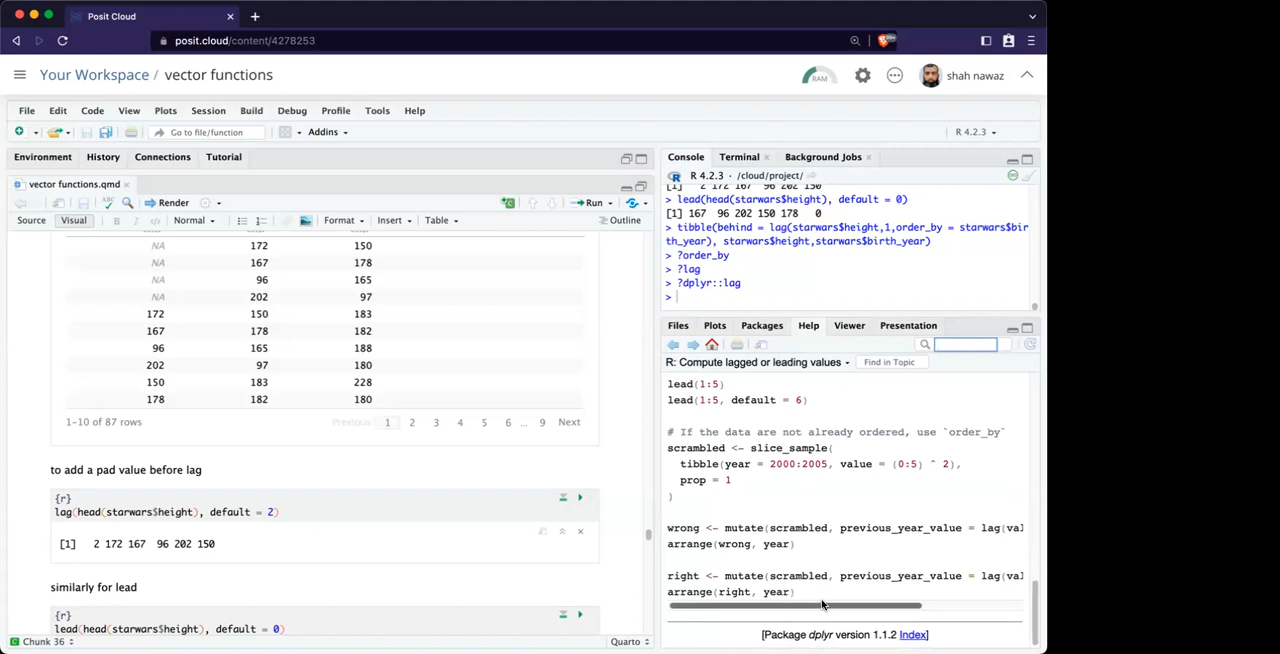 Posit Cloud
posit.cloud/content/4278253
Your Workspace / vector functions
RAM
shah nawaz
File Edit Code View Plots Session Build Debug Profile Tools Help
Go to file/function
Addins
R 4.2.3
Environment History Connections Tutorial
vector functions.qmd
Render
Run
Source Visual
B I
Normal
Format
Insert
Table
Outline
NA 172 150
NA 167 178
NA 96 165
NA 202 97
172 150 183
167 178 182
96 165 188
202 97 180
150 183 228
178 182 180
1-10 of 87 rows
Previous 1 2 3 4 5 6 ... 9 Next
to add a pad value before lag
{r}
lag(head(starwars$height), default = 2)
[1] 2 172 167 96 202 150
similarly for lead
{r}
lead(head(starwars$height), default = 0)
Chunk 36
Quarto
Console Terminal Background Jobs
R 4.2.3 · /cloud/project/
[1] 2 172 167 96 202 150
> lead(head(starwars$height), default = 0)
[1] 167 96 202 150 178 0
> tibble(behind = lag(starwars$height,1,order_by = starwars$bir
th_year), starwars$height,starwars$birth_year)
> ?order_by
> ?lag
> ?dplyr::lag
>
Files Plots Packages Help Viewer Presentation
R: Compute lagged or leading values
Find in Topic
lead(1:5)
lead(1:5, default = 6)
# If the data are not already ordered, use `order_by`
scrambled <- slice_sample(
tibble(year = 2000:2005, value = (0:5) ^ 2),
prop = 1
)
wrong <- mutate(scrambled, previous_year_value = lag(val
arrange(wrong, year)
right <- mutate(scrambled, previous_year_value = lag(val
arrange(right, year)
[Package dplyr version 1.1.2 Index]